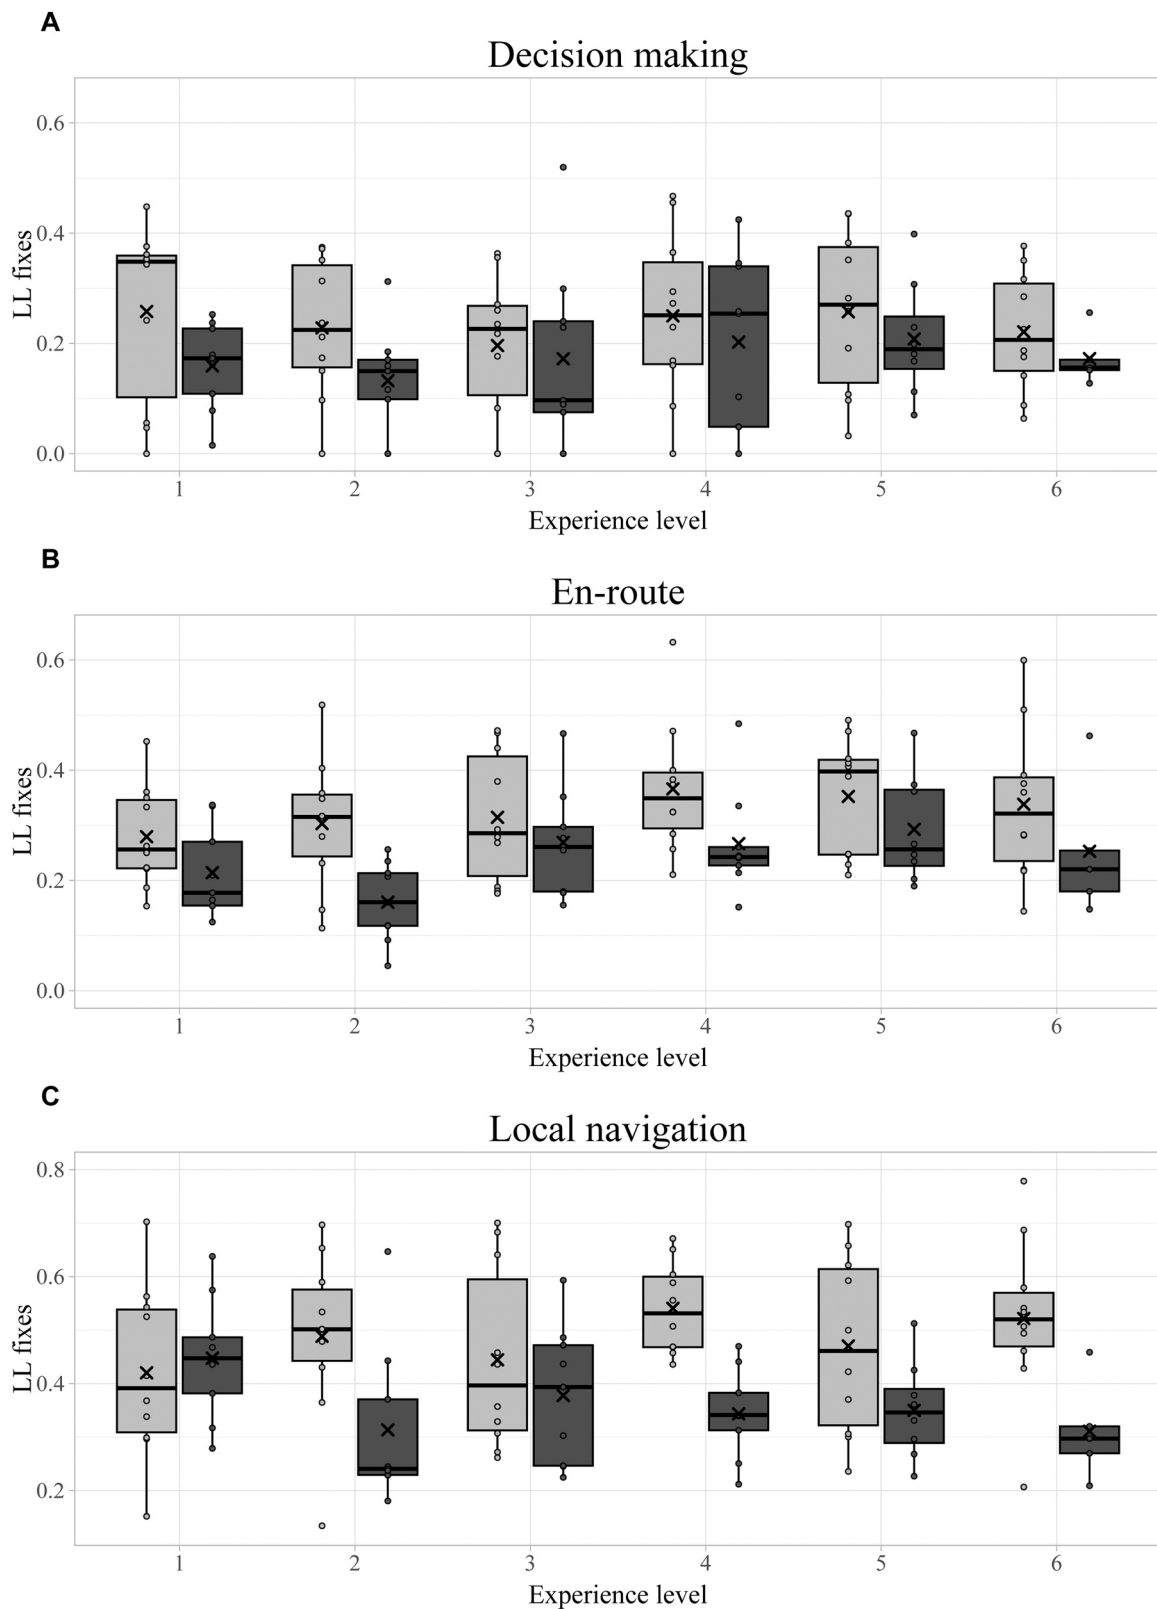 A
Decision making
0.6
0.4
0.2
0.0
LL fixes
1 2 3 4 5 6
Experience level
B
En-route
0.6
0.4
0.2
0.0
LL fixes
1 2 3 4 5 6
Experience level
C
Local navigation
0.8
0.6
0.4
0.2
LL fixes
1 2 3 4 5 6
Experience level